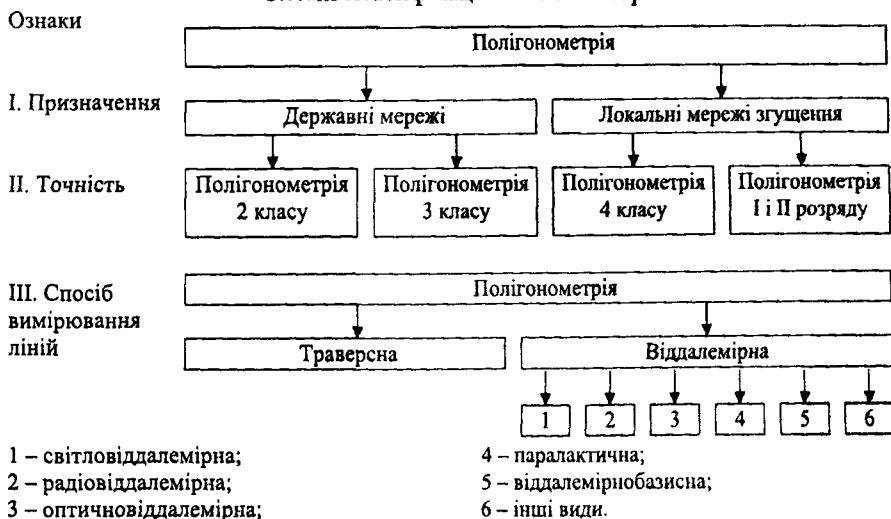 Ознаки
Полігонометрія
І. Призначення
Державні мережі
Локальні мережі згущення
ІІ. Точність
Полігонометрія
2 класу
Полігонометрія
3 класу
Полігонометрія
4 класу
Полігонометрія
І і ІІ розряду
ІІІ. Спосіб
вимірювання
ліній
Полігонометрія
Траверсна
Віддалемірна
1 2 3 4 5 6
1 – світловіддалемірна;
2 – радіовіддалемірна;
3 – оптичновіддалемірна;
4 – паралактична;
5 – віддалемірнобазисна;
6 – інші види.